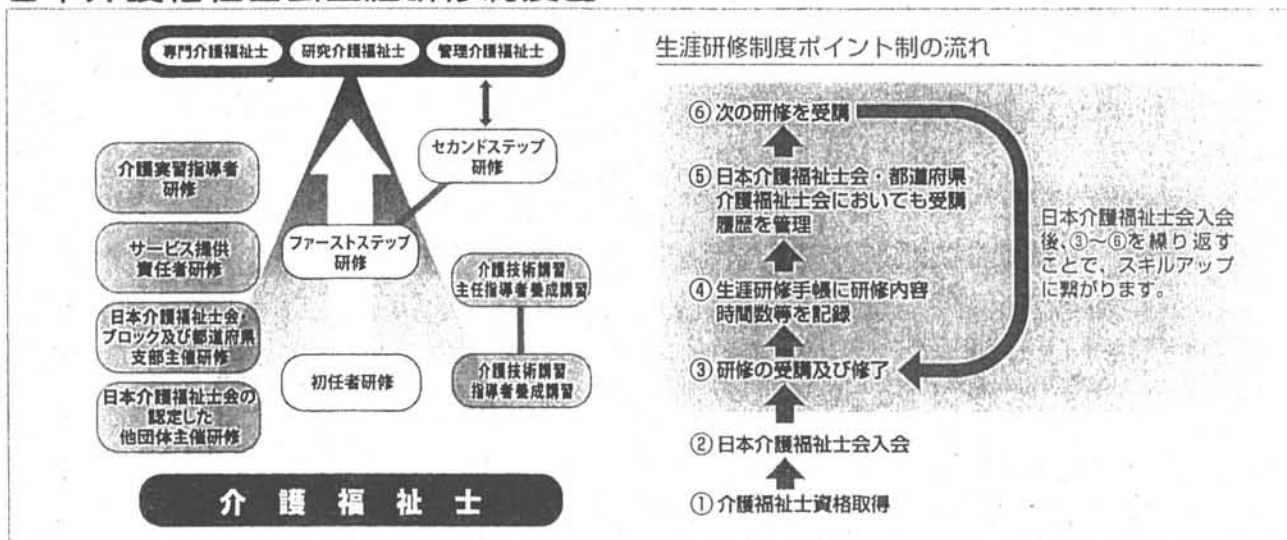 専門介護福祉士
研究介護福祉士
管理介護福祉士
セカンドステップ
研修
介護実習指導者
研修
サービス提供
責任者研修
ファーストステップ
研修
介護技術講習
主任指導者養成講習
日本介護福祉士会・
ブロック及び都道府県
支部主催研修
初任者研修
介護技術講習
指導者養成講習
日本介護福祉士会の
認定した
他団体主催研修
介護福祉士
生涯研修制度ポイント制の流れ
⑥次の研修を受講
⑤日本介護福祉士会・都道府県
介護福祉士会においても受講
履歴を管理
④生涯研修手帳に研修内容
時間数等を記録
③研修の受講及び修了
②日本介護福祉士会入会
①介護福祉士資格取得
日本介護福祉士会入会
後、③～⑥を繰り返す
ことで、スキルアップ
に繋がります。